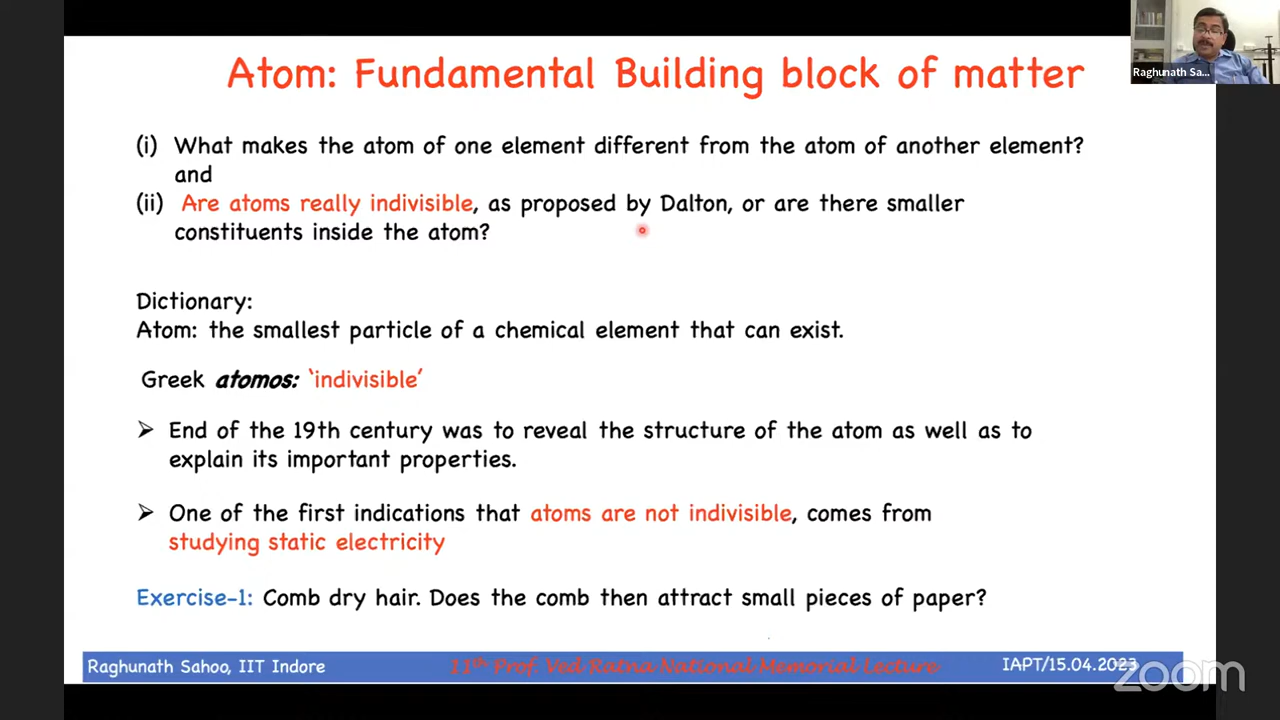 Atom: Fundamental Building block of matter
Raghunath Sa...
(i) What makes the atom of one element different from the atom of another element?
and
(ii) Are atoms really indivisible, as proposed by Dalton, or are there smaller
constituents inside the atom?
Dictionary:
Atom: the smallest particle of a chemical element that can exist.
Greek atomos: ‘indivisible’
➢ End of the 19th century was to reveal the structure of the atom as well as to
explain its important properties.
➢ One of the first indications that atoms are not indivisible, comes from
studying static electricity
Exercise-1: Comb dry hair. Does the comb then attract small pieces of paper?
Raghunath Sahoo, IIT Indore 11th Prof. Ved Ratna National Memorial Lecture IAPT/15.04.2023
zoom